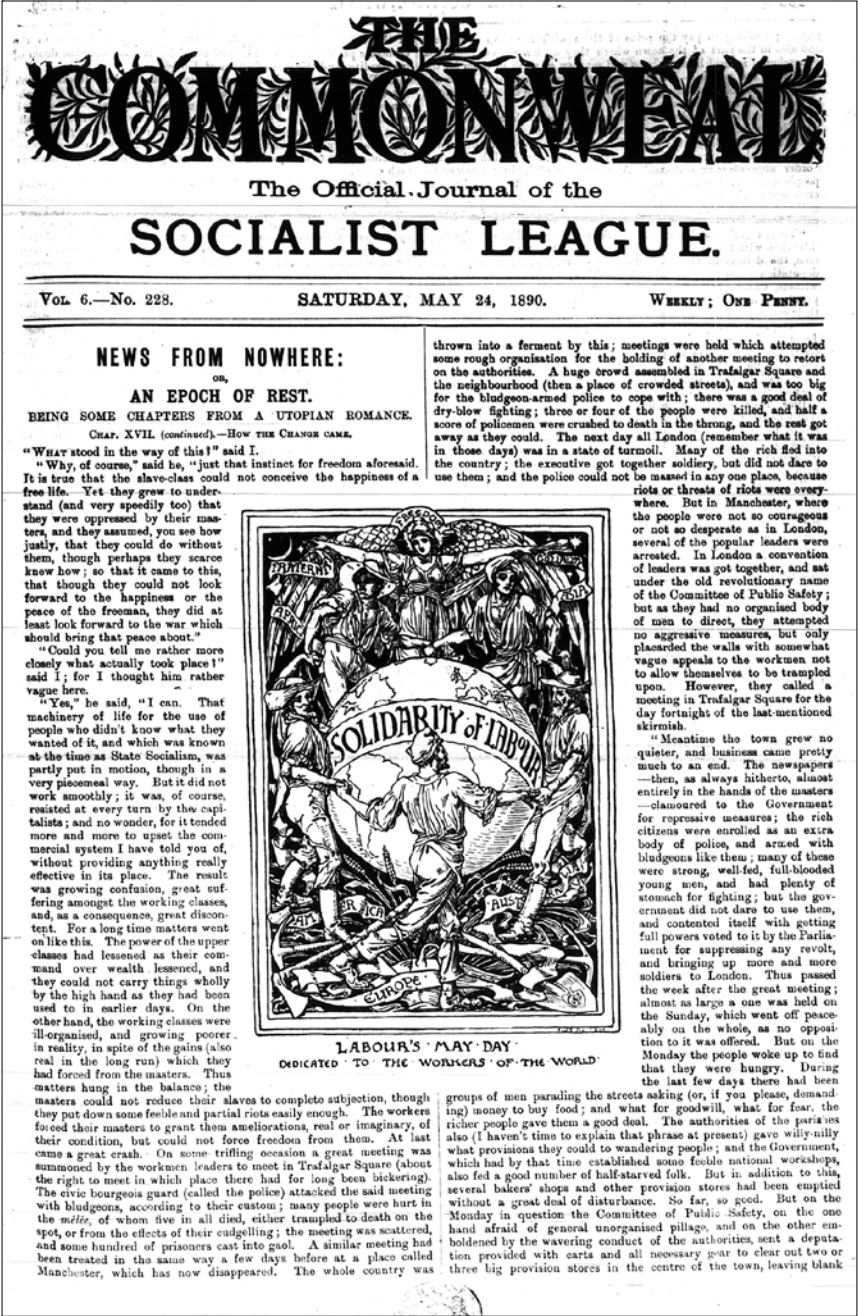 THE
COMMONWEAL
The Official Journal of the
SOCIALIST LEAGUE.
VOL. 6.—No. 228.
SATURDAY, MAY 24, 1890.
WEEKLY; ONE PENNY.
NEWS FROM NOWHERE:
OR,
AN EPOCH OF REST.
BEING SOME CHAPTERS FROM A UTOPIAN ROMANCE.
CHAP. XVII. (continued).—HOW THE CHANGE CAME.
"WHAT stood in the way of this?" said I.
"Why, of course," said he, "just that instinct for freedom aforesaid.
It is true that the slave-class could not conceive the happiness of a
free life. Yet they grew to under-
stand (and very speedily too) that
they were oppressed by their mas-
ters, and they assumed, you see how
justly, that they could do without
them, though perhaps they scarce
knew how; so that it came to this,
that though they could not look
forward to the happiness or the
peace of the freeman, they did at
least look forward to the war which
should bring that peace about."
"Could you tell me rather more
closely what actually took place?"
said I; for I thought him rather
vague here.
"Yes," he said, "I can. That
machinery of life for the use of
people who didn't know what they
wanted of it, and which was known
at the time as State Socialism, was
partly put in motion, though in a
very piecemeal way. But it did not
work smoothly; it was, of course,
resisted at every turn by the capi-
talists; and no wonder, for it tended
more and more to upset the com-
mercial system I have told you of,
without providing anything really
effective in its place. The result
was growing confusion, great suf-
fering amongst the working classes,
and, as a consequence, great discon-
tent. For a long time matters went
on like this. The power of the upper
classes had lessened as their com-
mand over wealth lessened, and
they could not carry things wholly
by the high hand as they had been
used to in earlier days. On the
other hand, the working classes were
ill-organised, and growing poorer
in reality, in spite of the gains (also
real in the long run) which they
had forced from the masters. Thus
matters hung in the balance; the
masters could not reduce their slaves to complete subjection, though
they put down some feeble and partial riots easily enough. The workers
forced their masters to grant them ameliorations, real or imaginary, of
their condition, but could not force freedom from them. At last
came a great crash. On some trifling occasion a great meeting was
summoned by the workmen leaders to meet in Trafalgar Square (about
the right to meet in which place there had for long been bickering).
The civic bourgeois guard (called the police) attacked the said meeting
with bludgeons, according to their custom; many people were hurt in
the mêlée, of whom five in all died, either trampled to death on the
spot, or from the effects of their cudgelling; the meeting was scattered,
and some hundred of prisoners cast into gaol. A similar meeting had
been treated in the same way a few days before at a place called
Manchester, which has now disappeared. The whole country was
thrown into a ferment by this; meetings were held which attempted
some rough organisation for the holding of another meeting to retort
on the authorities. A huge crowd assembled in Trafalgar Square and
the neighbourhood (then a place of crowded streets), and was too big
for the bludgeon-armed police to cope with; there was a good deal of
dry-blow fighting; three or four of the people were killed, and half a
score of policemen were crushed to death in the throng, and the rest got
away as they could. The next day all London (remember what it was
in those days) was in a state of turmoil. Many of the rich fled into
the country; the executive got together soldiery, but did not dare to
use them; and the police could not be massed in any one place, because
riots or threats of riots were every-
where. But in Manchester, where
the people were not so courageous
or not so desperate as in London,
several of the popular leaders were
arrested. In London a convention
of leaders was got together, and sat
under the old revolutionary name
of the Committee of Public Safety;
but as they had no organised body
of men to direct, they attempted
no aggressive measures, but only
placarded the walls with somewhat
vague appeals to the workmen not
to allow themselves to be trampled
upon. However, they called a
meeting in Trafalgar Square for the
day fortnight of the last-mentioned
skirmish.
"Meantime the town grew no
quieter, and business came pretty
much to an end. The newspapers
—then, as always hitherto, almost
entirely in the hands of the masters
—clamoured to the Government
for repressive measures; the rich
citizens were enrolled as an extra
body of police, and armed with
bludgeons like them; many of these
were strong, well-fed, full-blooded
young men, and had plenty of
stomach for fighting; but the gov-
ernment did not dare to use them,
and contented itself with getting
full powers voted to it by the Parlia-
ment for suppressing any revolt,
and bringing up more and more
soldiers to London. Thus passed
the week after the great meeting;
almost as large a one was held on
the Sunday, which went off peace-
ably on the whole, as no opposi-
tion to it was offered. But on the
Monday the people woke up to find
that they were hungry. During
the last few days there had been
groups of men parading the streets asking (or, if you please, demand-
ing) money to buy food; and what for goodwill, what for fear, the
richer people gave them a good deal. The authorities of the parishes
also (I haven't time to explain that phrase at present) gave willy-nilly
what provisions they could to wandering people; and the Government,
which had by that time established some feeble national workshops,
also fed a good number of half-starved folk. But in addition to this,
several bakers' shops and other provision stores had been emptied
without a great deal of disturbance. So far, so good. But on the
Monday in question the Committee of Public Safety, on the one
hand afraid of general unorganised pillage, and on the other em-
boldened by the wavering conduct of the authorities, sent a deputa-
tion provided with carts and all necessary gear to clear out two or
three big provision stores in the centre of the town, leaving blank
FREEDOM
FRATERNITY
AFRICA
ASIA
SOLIDARITY of LABOUR
AMERICA
AUSTRALIA
EUROPE
LABOUR'S MAY DAY
DEDICATED TO THE WORKERS OF THE WORLD